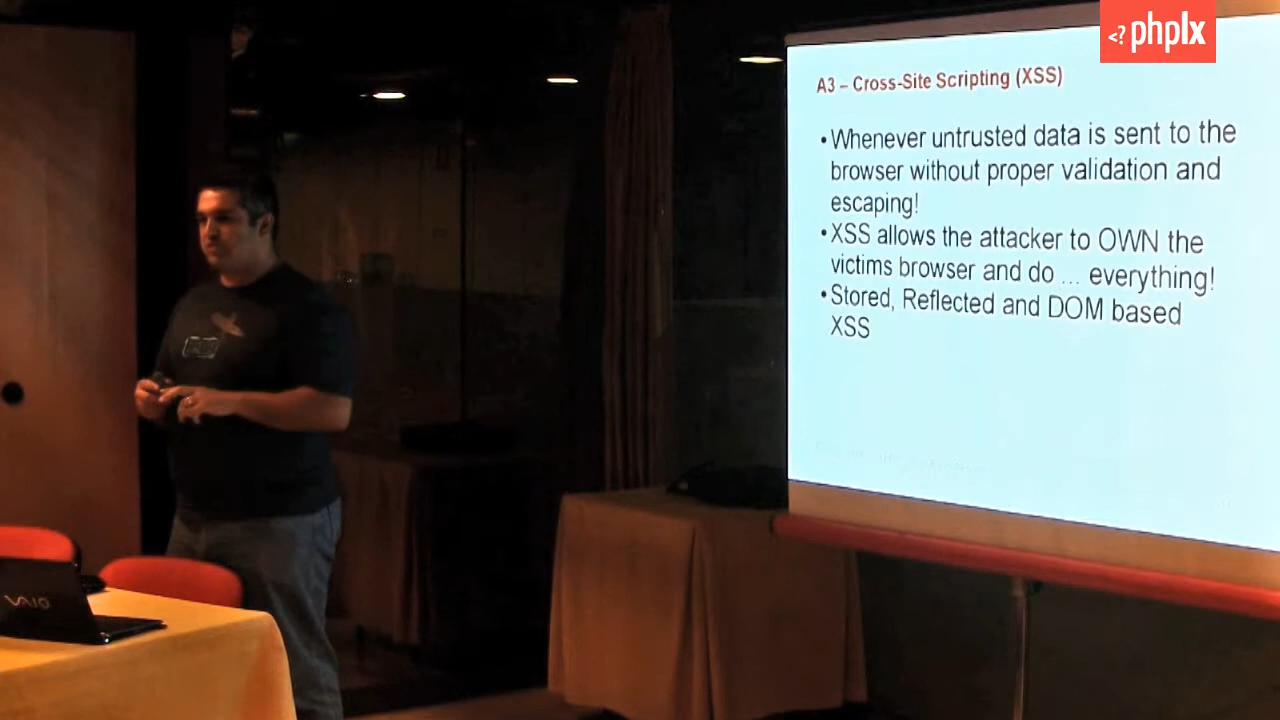 <? phplx
A3 – Cross-Site Scripting (XSS)
•Whenever untrusted data is sent to the
browser without proper validation and
escaping!
•XSS allows the attacker to OWN the
victims browser and do ... everything!
•Stored, Reflected and DOM based
XSS
VAIO